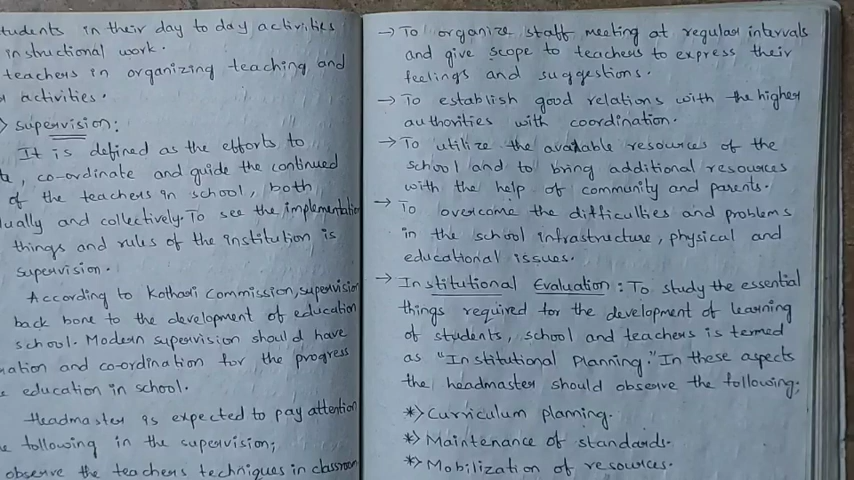 students in their day to day activities
instructional work.
teachers in organizing teaching and
activities.
Supervision:
It is defined as the efforts to
, co-ordinate and guide the continued
of the teachers in school, both
ually and collectively. To see the implementation
things and rules of the institution is
supervision.
According to Kothari Commission, supervision
back bone to the development of education
school. Modern supervision should have
nation and co-ordination for the progress
education in school.
Headmaster is expected to pay attention
following in the supervision;
observe the teachers techniques in classroom
→ To organize staff meeting at regular intervals
and give scope to teachers to express their
feelings and suggestions.
→ To establish good relations with the higher
authorities with coordination.
→ To utilize the available resources of the
school and to bring additional resources
with the help of community and parents.
→ To overcome the difficulties and problems
in the school infrastructure, physical and
educational issues.
→ Institutional Evaluation: To study the essential
things required for the development of learning
of students, school and teachers is termed
as "Institutional Planning." In these aspects
the headmaster should observe the following;
*> Curriculum planning.
*> Maintenance of standards.
*> Mobilization of resources.